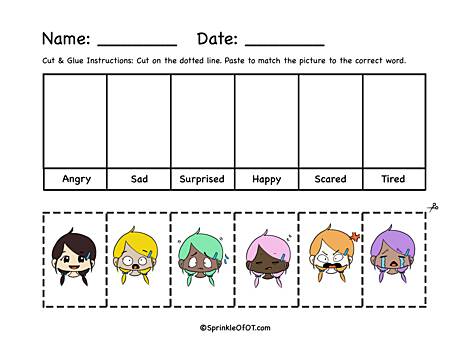 Name: ________ Date: ________
Cut & Glue Instructions: Cut on the dotted line. Paste to match the picture to the correct word.
Angry Sad Surprised Happy Scared Tired
©SprinkleOfOT.com